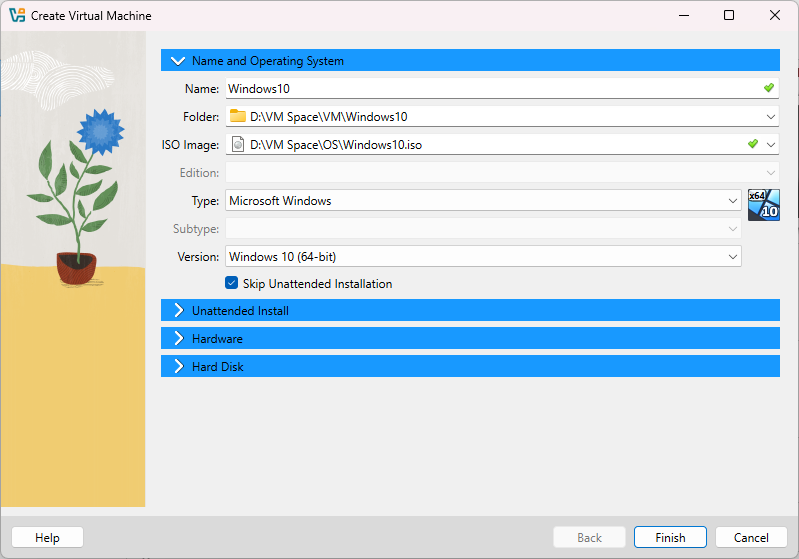 Create Virtual Machine
Name and Operating System
Name: Windows10
Folder: D:\VM Space\VM\Windows10
ISO Image: D:\VM Space\OS\Windows10.iso
Edition:
Type: Microsoft Windows
x64
10
Subtype:
Version: Windows 10 (64-bit)
Skip Unattended Installation
Unattended Install
Hardware
Hard Disk
Help Back Finish Cancel